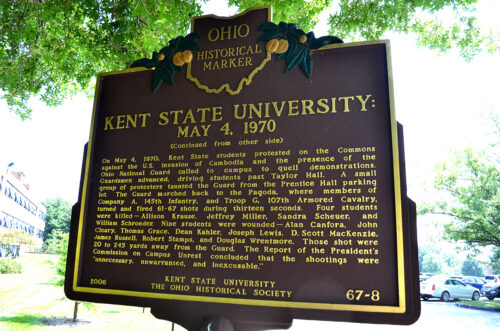 OHIO
HISTORICAL
MARKER
KENT STATE UNIVERSITY:
MAY 4, 1970
(Continued from other side)
On May 4, 1970, Kent State students protested on the Commons
against the U.S. invasion of Cambodia and the presence of the
Ohio National Guard called to campus to quell demonstrations.
Guardsmen advanced, driving students past Taylor Hall. A small
group of protesters taunted the Guard from the Prentice Hall parking
lot. The Guard marched back to the Pagoda, where members of
Company A, 145th Infantry, and Troop G, 107th Armored Cavalry,
turned and fired 61-67 shots during thirteen seconds. Four students
were killed—Allison Krause, Jeffrey Miller, Sandra Scheuer, and
William Schroeder. Nine students were wounded—Alan Canfora, John
Cleary, Thomas Grace, Dean Kahler, Joseph Lewis, D. Scott MacKenzie,
James Russell, Robert Stamps, and Douglas Wrentmore. Those shot were
20 to 245 yards away from the Guard. The Report of the President's
Commission on Campus Unrest concluded that the shootings were
"unnecessary, unwarranted, and inexcusable."
KENT STATE UNIVERSITY
THE OHIO HISTORICAL SOCIETY
2006
67-8